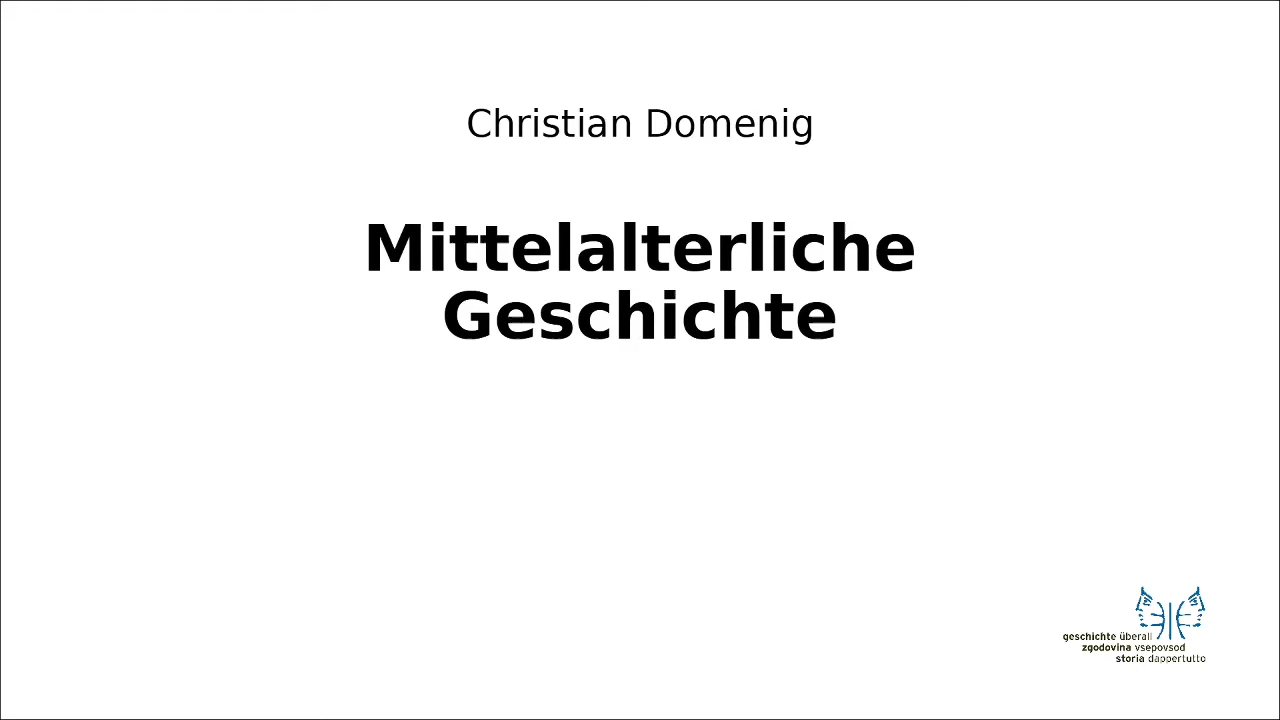 Christian Domenig
Mittelalterliche
Geschichte
geschichte überall
zgodovina vsepovsod
storia dappertutto